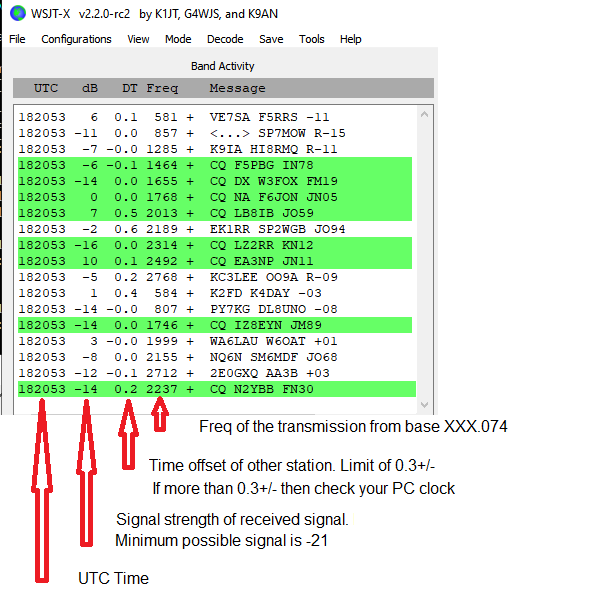 WSJT-X v2.2.0-rc2 by K1JT, G4WJS, and K9AN
File Configurations View Mode Decode Save Tools Help
Band Activity
UTC dB DT Freq Message
182053 6 0.1 581 + VE7SA F5RRS -11
182053 -11 0.0 857 + <...> SP7MOW R-15
182053 -7 -0.0 1285 + K9IA HI8RMQ R-11
182053 -6 -0.1 1464 + CQ F5PBG IN78
182053 -14 0.0 1655 + CQ DX W3FOX FM19
182053 0 0.0 1768 + CQ NA F6JON JN05
182053 7 0.5 2013 + CQ LB8IB JO59
182053 -2 0.6 2189 + EK1RR SP2WGB JO94
182053 -16 0.0 2314 + CQ LZ2RR KN12
182053 10 0.1 2492 + CQ EA3NP JN11
182053 -5 0.2 2768 + KC3LEE OO9A R-09
182053 1 0.4 584 + K2FD K4DAY -03
182053 -14 -0.0 807 + PY7KG DL8UNO -08
182053 -14 0.0 1746 + CQ IZ8EYN JM89
182053 3 -0.0 1999 + WA6LAU W6OAT +01
182053 -8 0.0 2155 + NQ6N SM6MDF JO68
182053 -12 -0.1 2712 + 2E0GXQ AA3B +03
182053 -14 0.2 2237 + CQ N2YBB FN30
Freq of the transmission from base XXX.074
Time offset of other station. Limit of 0.3+/-
If more than 0.3+/- then check your PC clock
Signal strength of received signal.
Minimum possible signal is -21
UTC Time